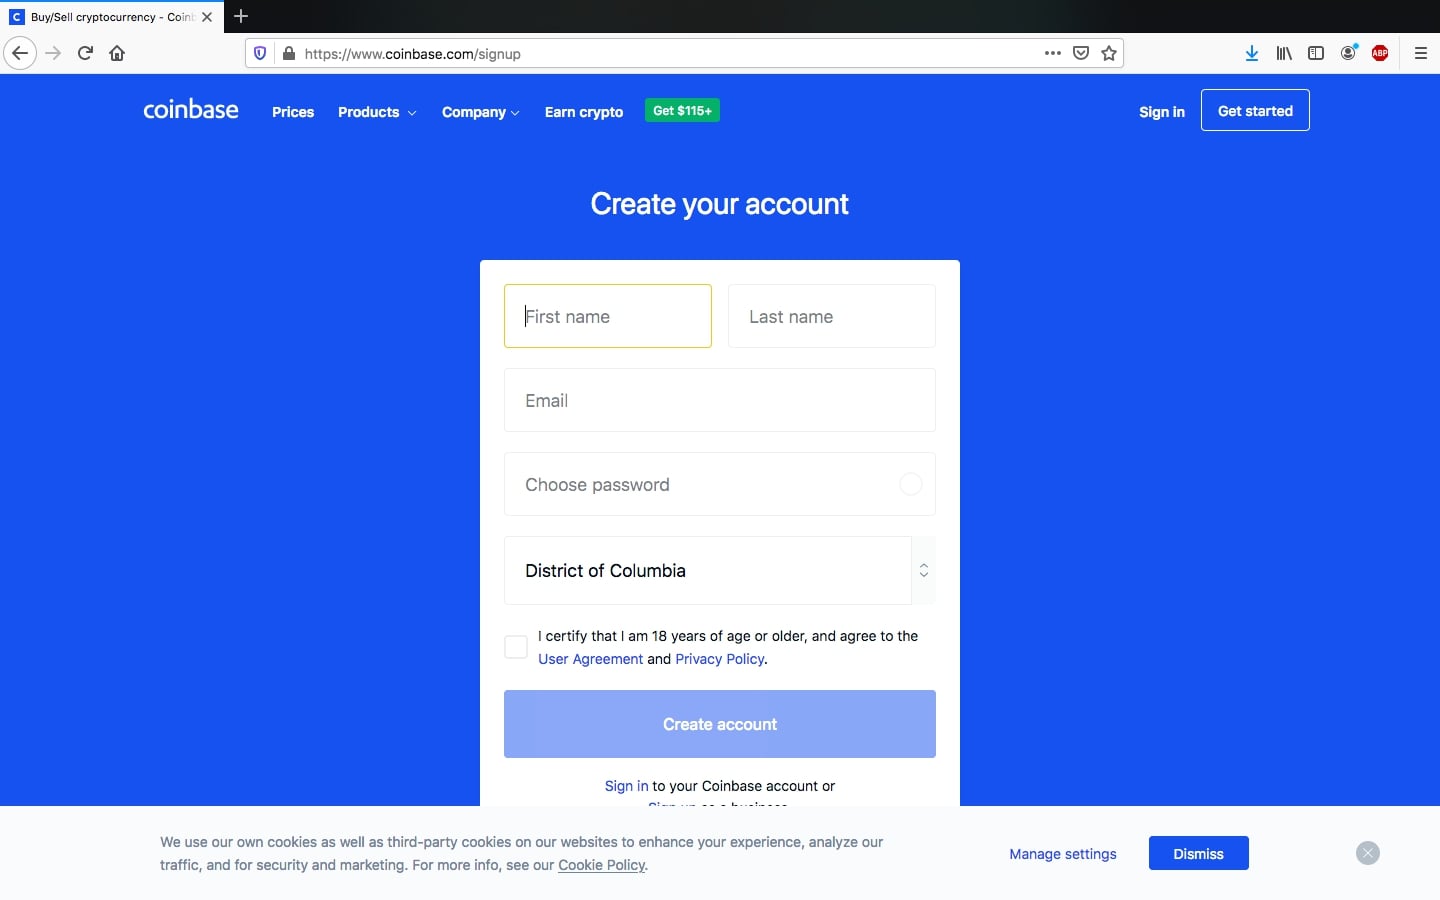 Buy/Sell cryptocurrency - Coin
https://www.coinbase.com/signup
ABP
coinbase
Prices
Products
Company
Earn crypto
Get $115+
Sign in
Get started
Create your account
First name
Last name
Email
Choose password
District of Columbia
I certify that I am 18 years of age or older, and agree to the
User Agreement and Privacy Policy.
Create account
Sign in to your Coinbase account or
Sign up as a business
We use our own cookies as well as third-party cookies on our websites to enhance your experience, analyze our
traffic, and for security and marketing. For more info, see our Cookie Policy.
Manage settings
Dismiss